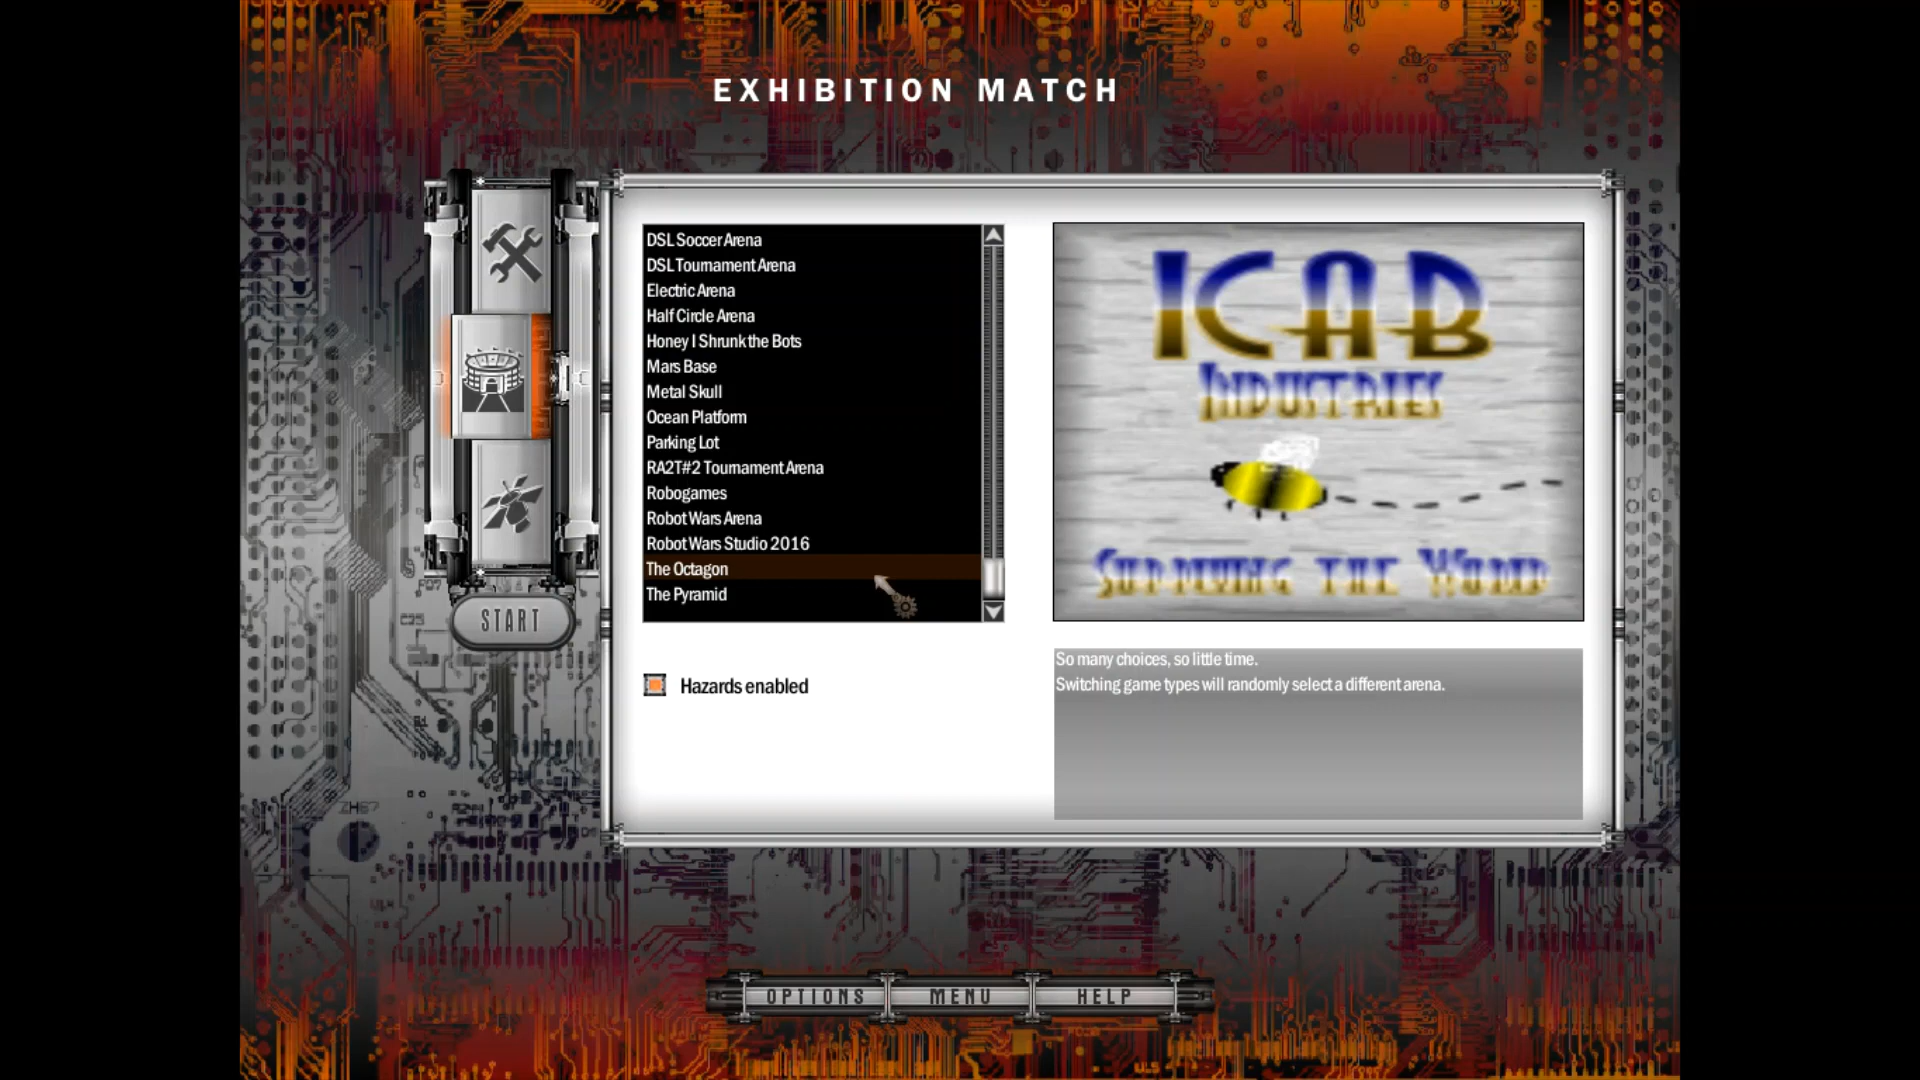 EXHIBITION MATCH
DSL Soccer Arena
DSL Tournament Arena
Electric Arena
Half Circle Arena
Honey I Shrunk the Bots
Mars Base
Metal Skull
Ocean Platform
Parking Lot
RA2T#2 Tournament Arena
Robogames
Robot Wars Arena
Robot Wars Studio 2016
The Octagon
The Pyramid
START
Hazards enabled
ICAB
INDUSTRIES
SUPPLYING THE WORLD
So many choices, so little time.
Switching game types will randomly select a different arena.
OPTIONS MENU HELP